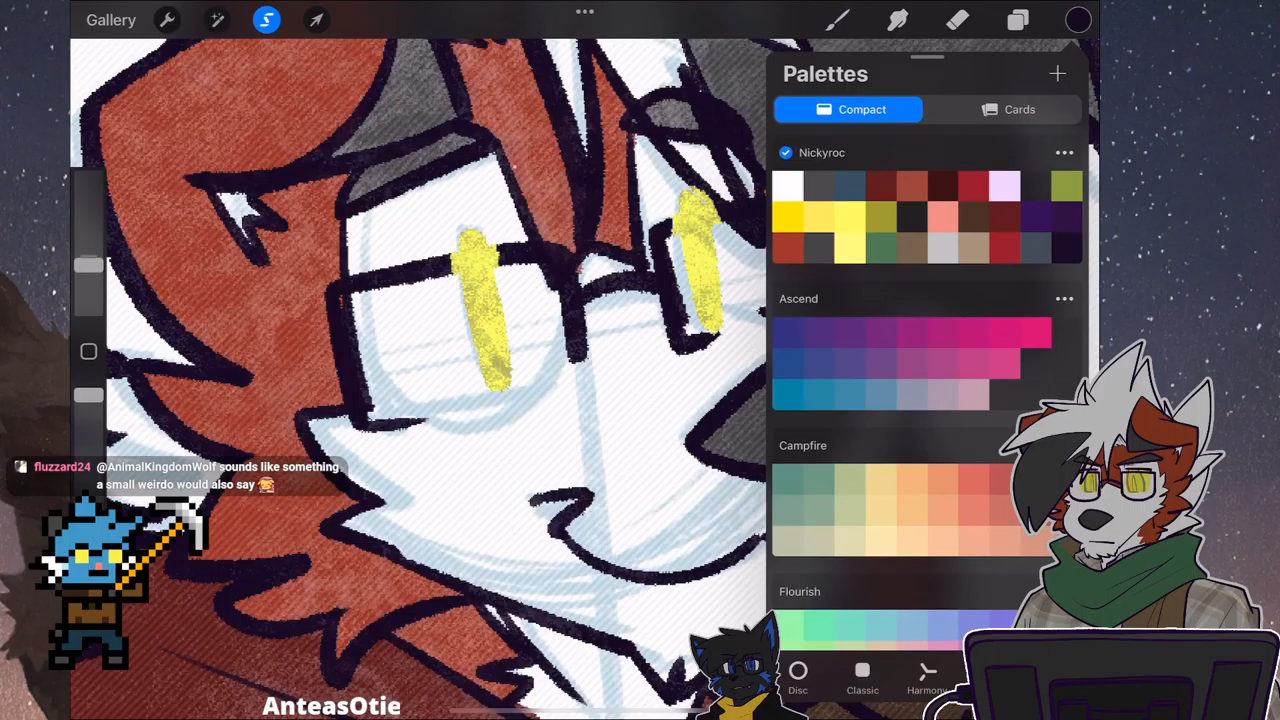 Gallery
Palettes
Compact
Cards
Nickyroc
Ascend
Campfire
Flourish
Disc
Classic
Harmony
fluzzard24 @AnimalKingdomWolf sounds like something
a small weirdo would also say
AnteasOtie